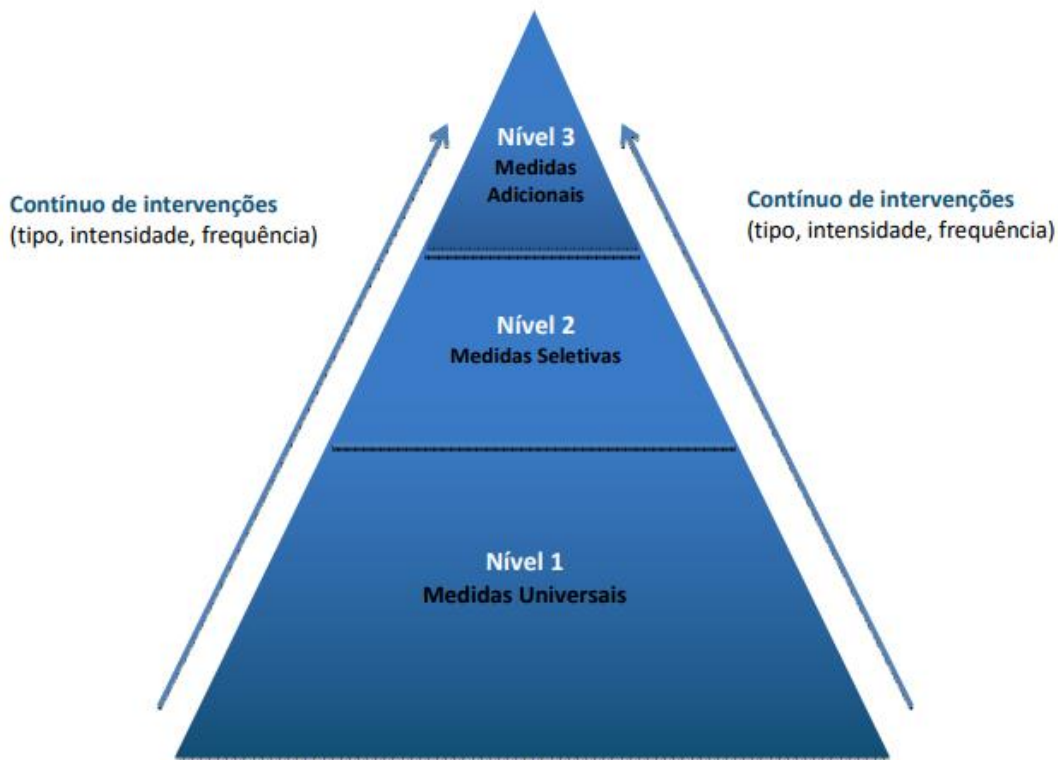 Nível 3
Medidas
Adicionais
Contínuo de intervenções
(tipo, intensidade, frequência)
Contínuo de intervenções
(tipo, intensidade, frequência)
Nível 2
Medidas Seletivas
Nível 1
Medidas Universais